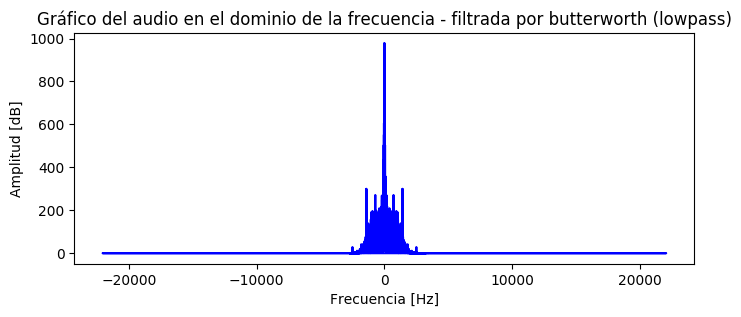 Gráfico del audio en el dominio de la frecuencia - filtrada por butterworth (lowpass)
1000
800
600
400
200
0
Amplitud [dB]
−20000 −10000 0 10000 20000
Frecuencia [Hz]